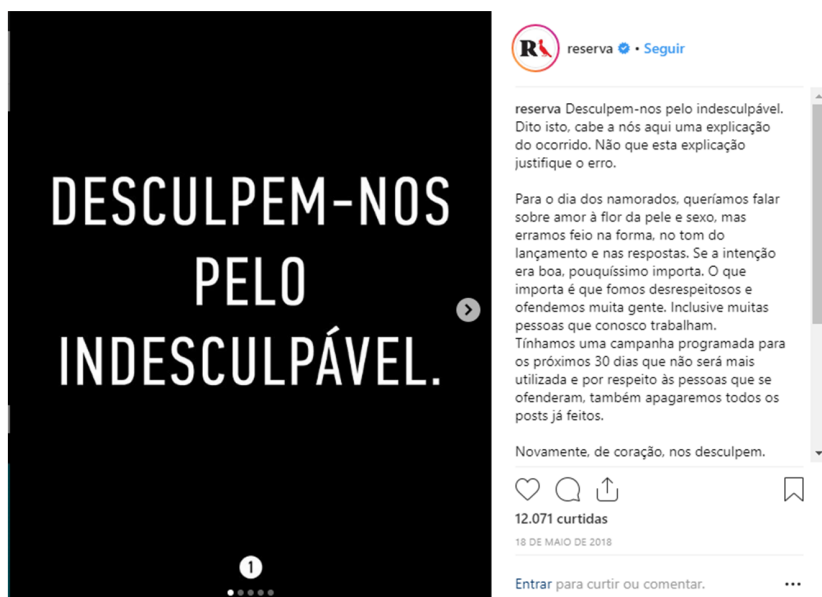 DESCULPEM-NOS
PELO
INDESCULPÁVEL.
1
R
reserva • Seguir
reserva Desculpem-nos pelo indesculpável.
Dito isto, cabe a nós aqui uma explicação
do ocorrido. Não que esta explicação
justifique o erro.
Para o dia dos namorados, queríamos falar
sobre amor à flor da pele e sexo, mas
erramos feio na forma, no tom do
lançamento e nas respostas. Se a intenção
era boa, pouquíssimo importa. O que
importa é que fomos desrespeitosos e
ofendemos muita gente. Inclusive muitas
pessoas que conosco trabalham.
Tínhamos uma campanha programada para
os próximos 30 dias que não será mais
utilizada e por respeito às pessoas que se
ofenderam, também apagaremos todos os
posts já feitos.
Novamente, de coração, nos desculpem.
12.071 curtidas
18 DE MAIO DE 2018
Entrar para curtir ou comentar.